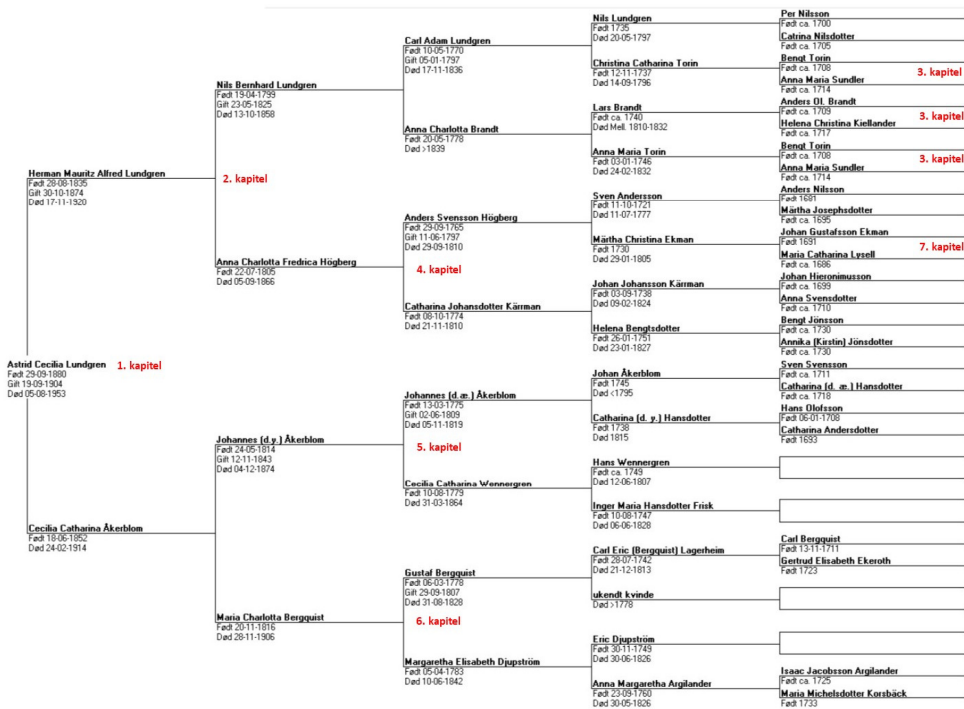 Astrid Cecilia Lundgren
1. kapitel
Født 29-09-1880
Gift 19-09-1904
Død 05-08-1953
Herman Mauritz Alfred Lundgren
Født 28-08-1835
Gift 30-10-1874
Død 17-11-1920
2. kapitel
Cecilia Catharina Åkerblom
Født 18-06-1852
Død 24-02-1914
Nils Bernhard Lundgren
Født 19-04-1799
Gift 23-05-1825
Død 13-10-1858
Anna Charlotta Fredrica Högberg
Født 22-07-1805
Død 05-09-1866
4. kapitel
Johannes (d.y.) Åkerblom
Født 24-05-1814
Gift 12-11-1843
Død 04-12-1874
5. kapitel
Maria Charlotta Bergquist
Født 20-11-1816
Død 28-11-1906
6. kapitel
Carl Adam Lundgren
Født 10-05-1770
Gift 05-01-1797
Død 17-11-1836
Anna Charlotta Brandt
Født 20-05-1778
Død >1839
Anders Svensson Högberg
Født 29-09-1765
Gift 11-06-1797
Død 29-09-1810
Catharina Johansdotter Kärrman
Født 08-10-1774
Død 21-11-1810
Johannes (d.æ.) Åkerblom
Født 13-03-1775
Gift 02-06-1809
Død 05-11-1819
Cecilia Catharina Wennergren
Født 10-08-1779
Død 31-03-1864
Gustaf Bergquist
Født 06-03-1778
Gift 29-09-1807
Død 31-08-1828
Margaretha Elisabeth Djupström
Født 05-04-1783
Død 10-06-1842
Nils Lundgren
Født 1735
Død 20-05-1797
Christina Catharina Torin
Født 12-11-1737
Død 14-09-1796
Lars Brandt
Født ca. 1740
Død Mell. 1810-1832
Anna Maria Torin
Født 03-01-1746
Død 24-02-1832
Sven Andersson
Født 11-10-1721
Død 11-07-1777
Märtha Christina Ekman
Født 1730
Død 29-01-1805
Johan Johansson Kärrman
Født 03-09-1738
Død 09-02-1824
Helena Bengtsdotter
Født 26-01-1751
Død 23-01-1827
Johan Åkerblom
Født 1745
Død <1795
Catharina (d. y.) Hansdotter
Født 1738
Død 1815
Hans Wennergren
Født ca. 1749
Død 12-06-1807
Inger Maria Hansdotter Frisk
Født 10-08-1747
Død 06-06-1828
Carl Eric (Bergquist) Lagerheim
Født 28-07-1742
Død 21-12-1813
ukendt kvinde
Død >1778
Eric Djupström
Født 30-11-1749
Død 30-06-1826
Anna Margaretha Argilander
Født 23-09-1760
Død 30-05-1826
Per Nilsson
Født ca. 1700
Catrina Nilsdotter
Født ca. 1705
Bengt Torin
Født ca. 1708
3. kapitel
Anna Maria Sundler
Født ca. 1714
Anders Ol. Brandt
Født ca. 1709
3. kapitel
Helena Christina Kiellander
Født ca. 1717
Bengt Torin
Født ca. 1708
3. kapitel
Anna Maria Sundler
Født ca. 1714
Anders Nilsson
Født 1681
Märtha Josephsdotter
Født ca. 1695
Johan Gustafsson Ekman
Født 1691
7. kapitel
Maria Catharina Lysell
Født ca. 1686
Johan Hieronimusson
Født ca. 1699
Anna Svensdotter
Født ca. 1710
Bengt Jönsson
Født ca. 1730
Annika (Kirstin) Jönsdotter
Født ca. 1730
Sven Svensson
Født ca. 1711
Catharina (d. æ.) Hansdotter
Født ca. 1718
Hans Olofsson
Født 06-01-1708
Catharina Andersdotter
Født 1693
Carl Bergquist
Født 13-11-1711
Gertrud Elisabeth Ekeroth
Født 1723
Isaac Jacobsson Argilander
Født ca. 1725
Maria Michelsdotter Korsbäck
Født 1733